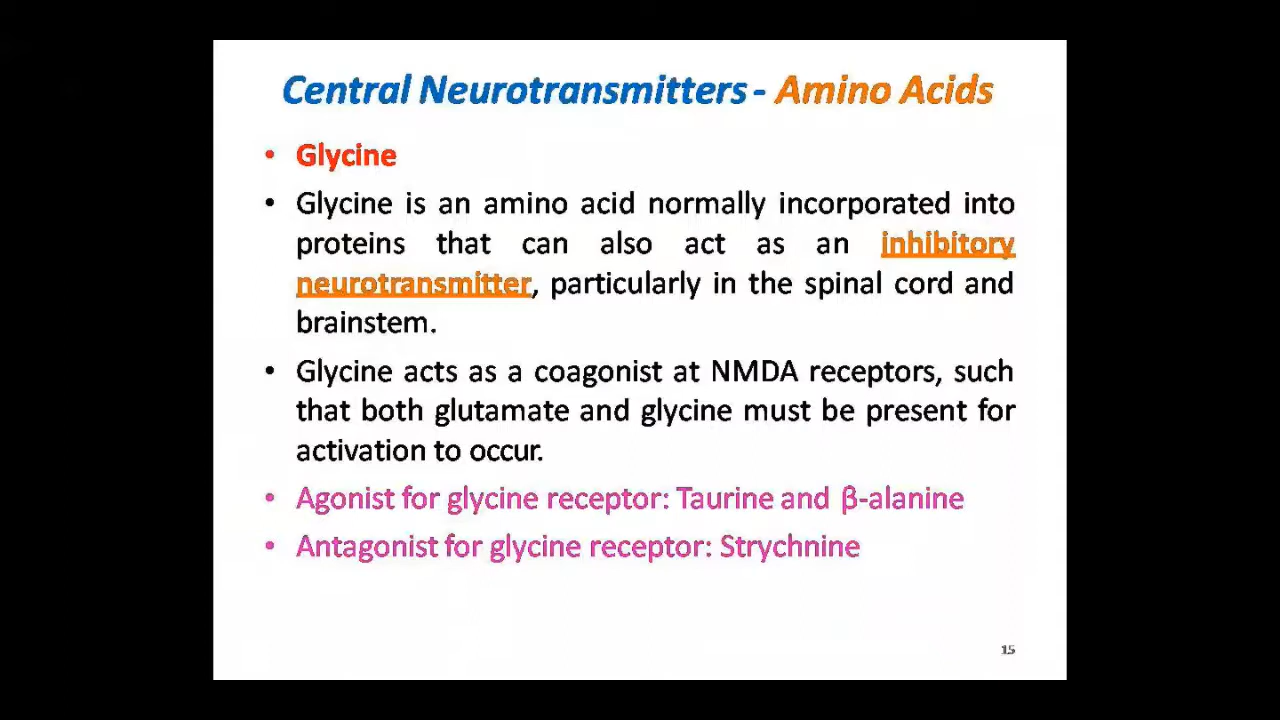 Central Neurotransmitters - Amino Acids
• Glycine
• Glycine is an amino acid normally incorporated into
proteins that can also act as an inhibitory
neurotransmitter, particularly in the spinal cord and
brainstem.
• Glycine acts as a coagonist at NMDA receptors, such
that both glutamate and glycine must be present for
activation to occur.
• Agonist for glycine receptor: Taurine and β-alanine
• Antagonist for glycine receptor: Strychnine
15